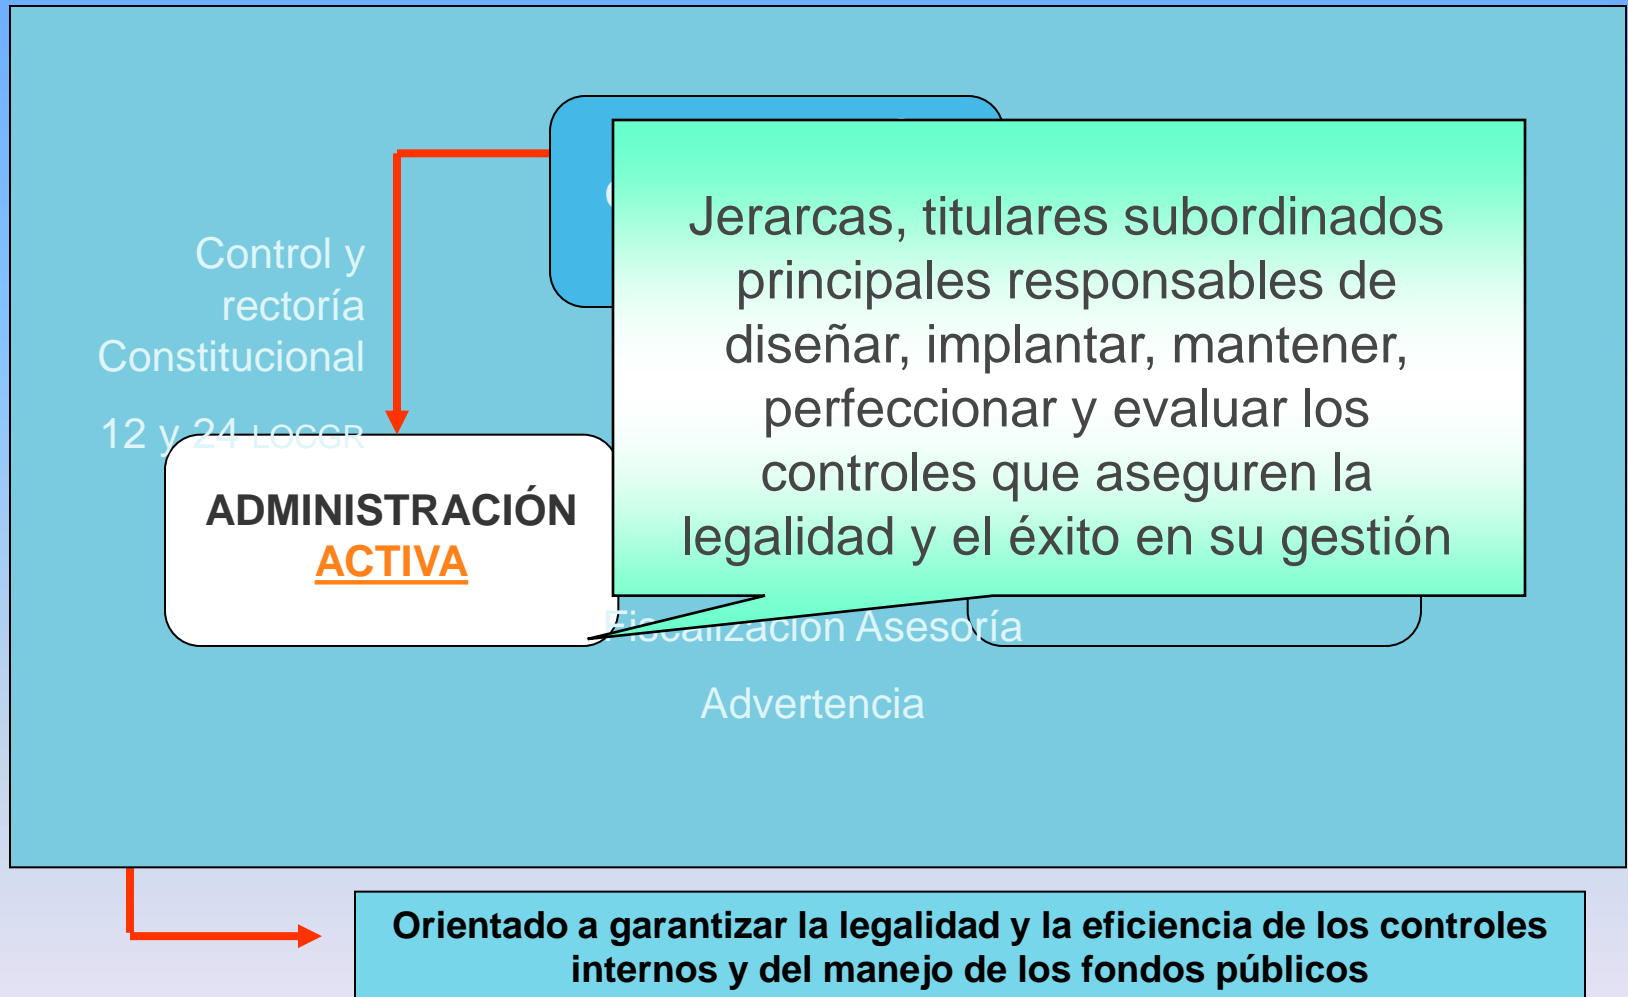 Control y
rectoría
Constitucional
12 y 24 LOCGR
Jerarcas, titulares subordinados
principales responsables de
diseñar, implantar, mantener,
perfeccionar y evaluar los
controles que aseguren la
legalidad y el éxito en su gestión
ADMINISTRACIÓN
ACTIVA
Fiscalización Asesoría
Advertencia
Orientado a garantizar la legalidad y la eficiencia de los controles
internos y del manejo de los fondos públicos